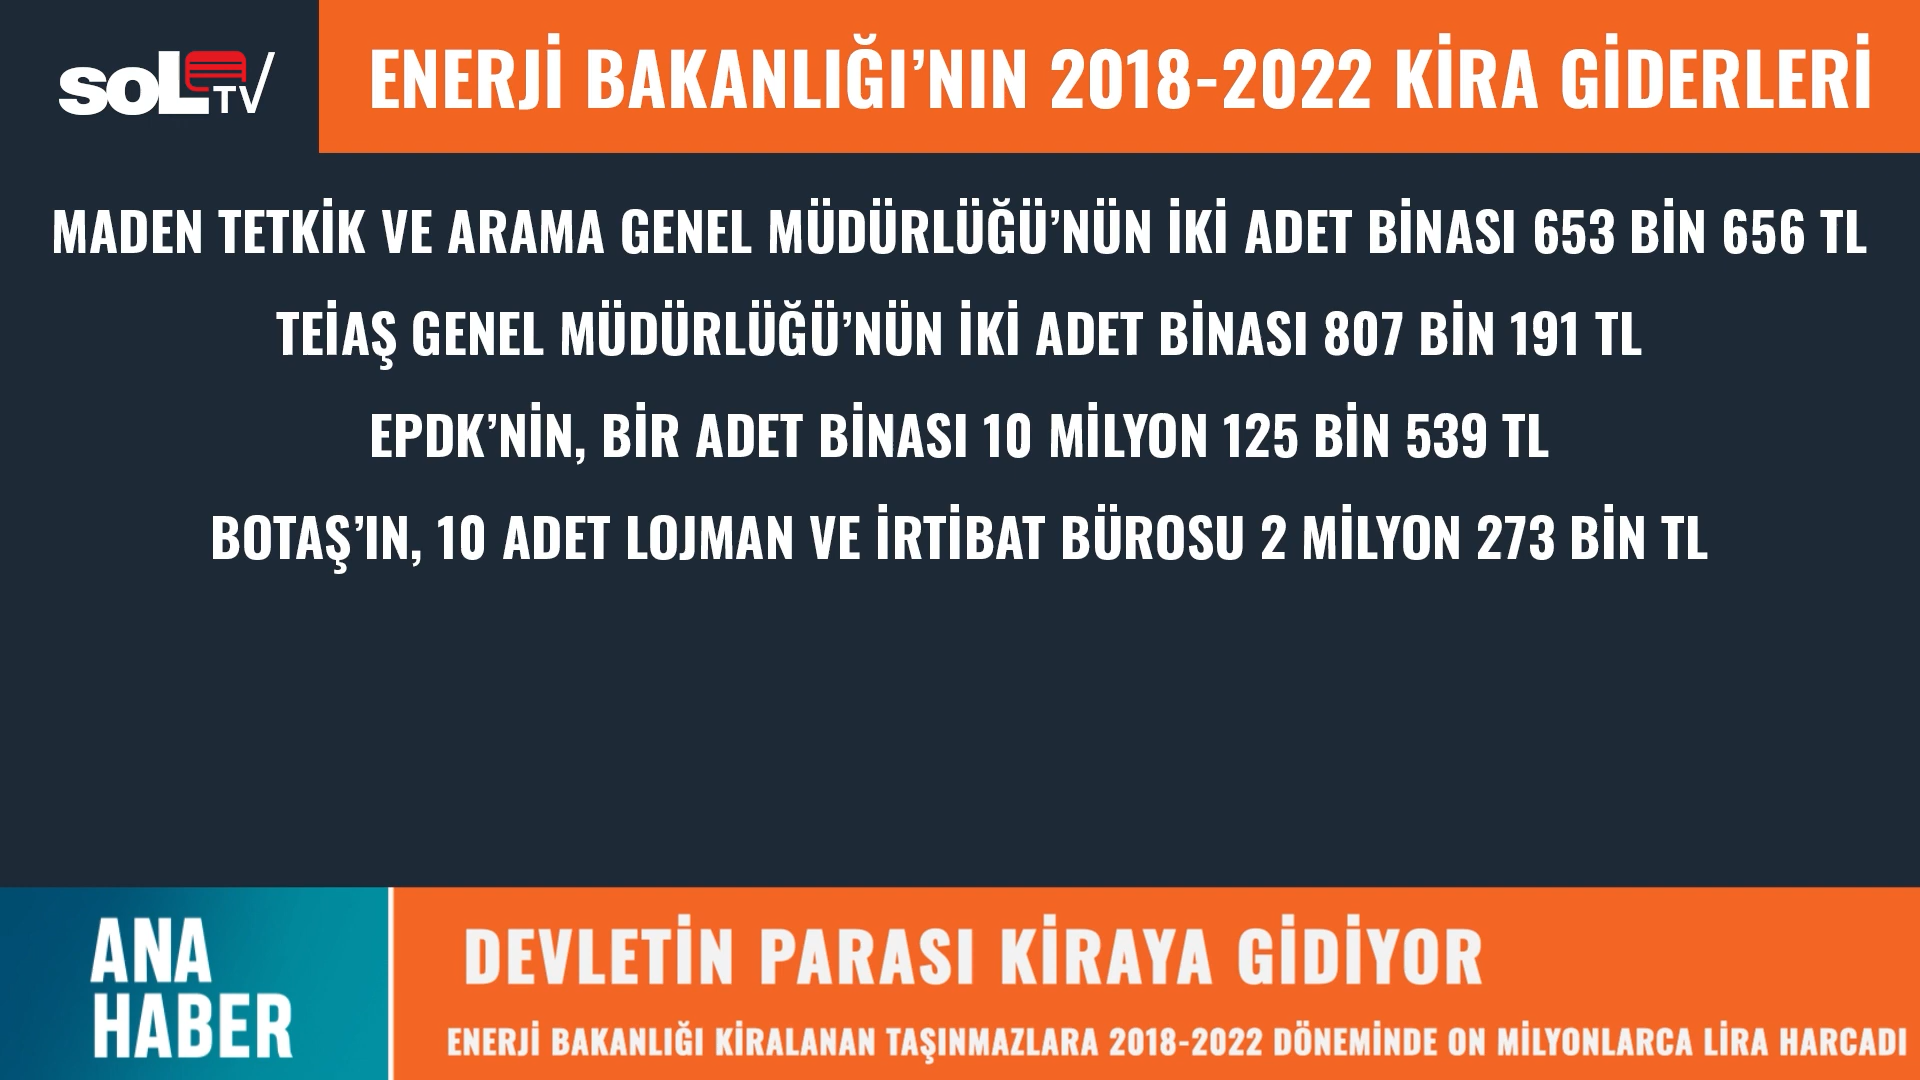 soL TV
ENERJİ BAKANLIĞI’NIN 2018-2022 KİRA GİDERLERİ
MADEN TETKİK VE ARAMA GENEL MÜDÜRLÜĞÜ’NÜN İKİ ADET BİNASI 653 BİN 656 TL
TEİAŞ GENEL MÜDÜRLÜĞÜ’NÜN İKİ ADET BİNASI 807 BİN 191 TL
EPDK’NİN, BİR ADET BİNASI 10 MİLYON 125 BİN 539 TL
BOTAŞ’IN, 10 ADET LOJMAN VE İRTİBAT BÜROSU 2 MİLYON 273 BİN TL
ANA
HABER
DEVLETİN PARASI KİRAYA GİDİYOR
ENERJİ BAKANLIĞI KİRALANAN TAŞINMAZLARA 2018-2022 DÖNEMİNDE ON MİLYONLARCA LİRA HARCADI